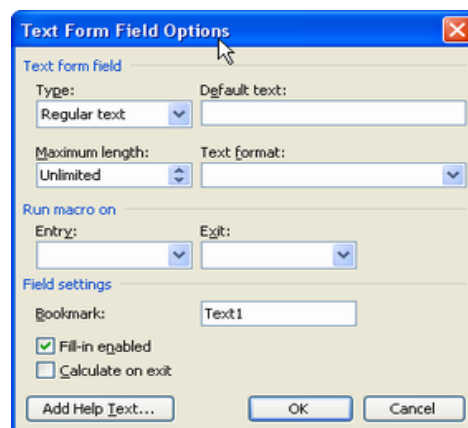 Text Form Field Options
Text form field
Type: Default text:
Regular text
Maximum length: Text format:
Unlimited
Run macro on
Entry: Exit:
Field settings
Bookmark: Text1
Fill-in enabled
Calculate on exit
Add Help Text... OK Cancel